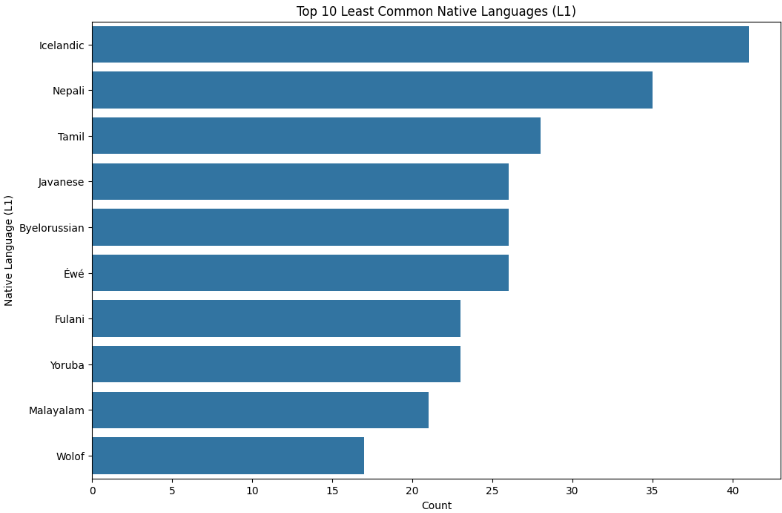 Top 10 Least Common Native Languages (L1)
Native Language (L1)
Icelandic
Nepali
Tamil
Javanese
Byelorussian
Éwé
Fulani
Yoruba
Malayalam
Wolof
0 5 10 15 20 25 30 35 40
Count